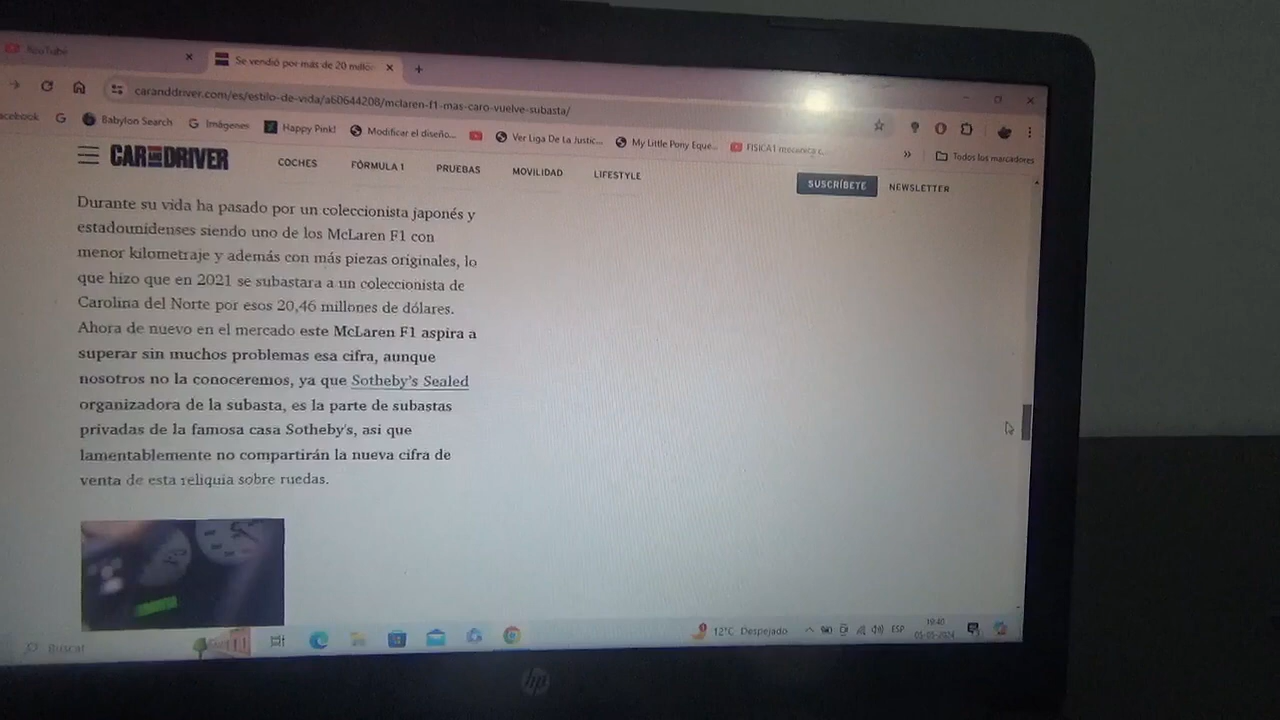 YouTube
Se vendió por más de 20 millo
caranddriver.com/es/estilo-de-vida/a60644208/mclaren-f1-mas-caro-vuelve-subasta/
acebook
Babylon Search
Imágenes
Happy Pink!
Modificar el diseño...
Ver Liga De La Justic...
My Little Pony Eque...
FISICA1 mecanica c...
»
Todos los marcadores
CAR AND DRIVER
COCHES
FÓRMULA 1
PRUEBAS
MOVILIDAD
LIFESTYLE
SUSCRÍBETE
NEWSLETTER
Durante su vida ha pasado por un coleccionista japonés y
estadounidenses siendo uno de los McLaren F1 con
menor kilometraje y además con más piezas originales, lo
que hizo que en 2021 se subastara a un coleccionista de
Carolina del Norte por esos 20,46 millones de dólares.
Ahora de nuevo en el mercado este McLaren F1 aspira a
superar sin muchos problemas esa cifra, aunque
nosotros no la conoceremos, ya que Sotheby's Sealed
organizadora de la subasta, es la parte de subastas
privadas de la famosa casa Sotheby's, asi que
lamentablemente no compartirán la nueva cifra de
venta de esta reliquia sobre ruedas.
Buscar
12°C Despejado
ESP
19:40
05-05-2024
hp